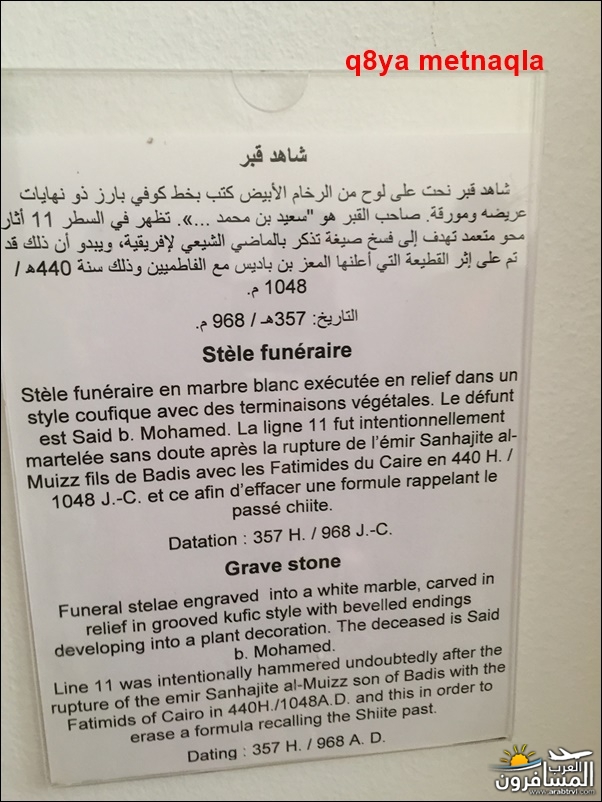 q8ya metnaqla
شاهد قبر
شاهد قبر نحت على لوح من الرخام الأبيض كتب بخط كوفي بارز ذو نهايات
عريضه ومورقة. صاحب القبر هو "سعيد بن محمد ...». تظهر في السطر 11 أثار
محو متعمد تهدف إلى فسخ صيغة تذكر بالماضي الشيعي لإفريقية، ويبدو أن ذلك قد
تم على إثر القطيعة التي أعلنها المعز بن باديس مع الفاطميين وذلك سنة 440هـ /
1048 م.
التاريخ: 357هـ / 968 م.
Stèle funéraire
Stèle funéraire en marbre blanc exécutée en relief dans un
style coufique avec des terminaisons végétales. Le défunt
est Said b. Mohamed. La ligne 11 fut intentionnellement
martelée sans doute après la rupture de l'émir Sanhajite al-
Muizz fils de Badis avec les Fatimides du Caire en 440 H. /
1048 J.-C. et ce afin d'effacer une formule rappelant le
passé chiite.
Datation : 357 H. / 968 J.-C.
Grave stone
Funeral stelae engraved into a white marble, carved in
relief in grooved kufic style with bevelled endings
developing into a plant decoration. The deceased is Said
b. Mohamed.
Line 11 was intentionally hammered undoubtedly after the
rupture of the emir Sanhajite al-Muizz son of Badis with the
Fatimids of Cairo in 440H./1048A.D. and this in order to
erase a formula recalling the Shiite past.
Dating : 357 H. / 968 A. D.
العرب
المسافرون
www.arabtrvl.com